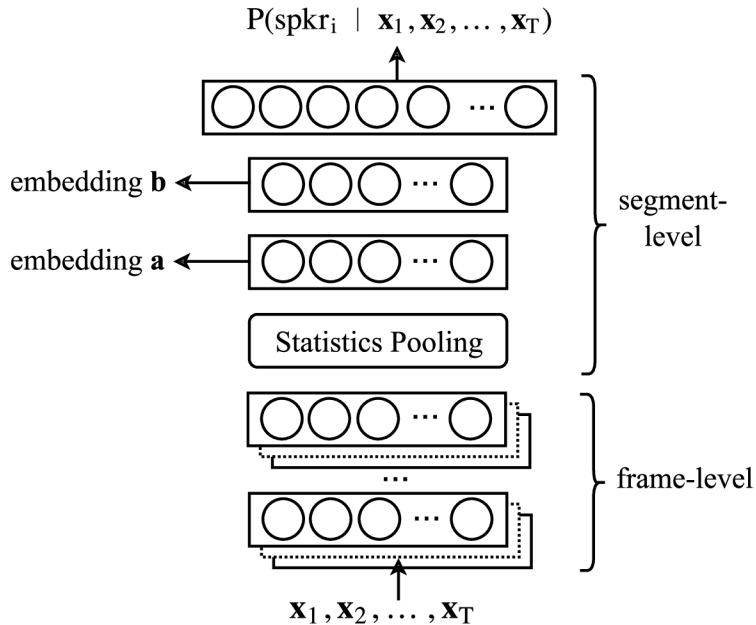 P(spkr_i | x_1, x_2, ..., x_T)
...
embedding b
...
segment-level
embedding a
...
Statistics Pooling
...
...
frame-level
...
x_1, x_2, ..., x_T